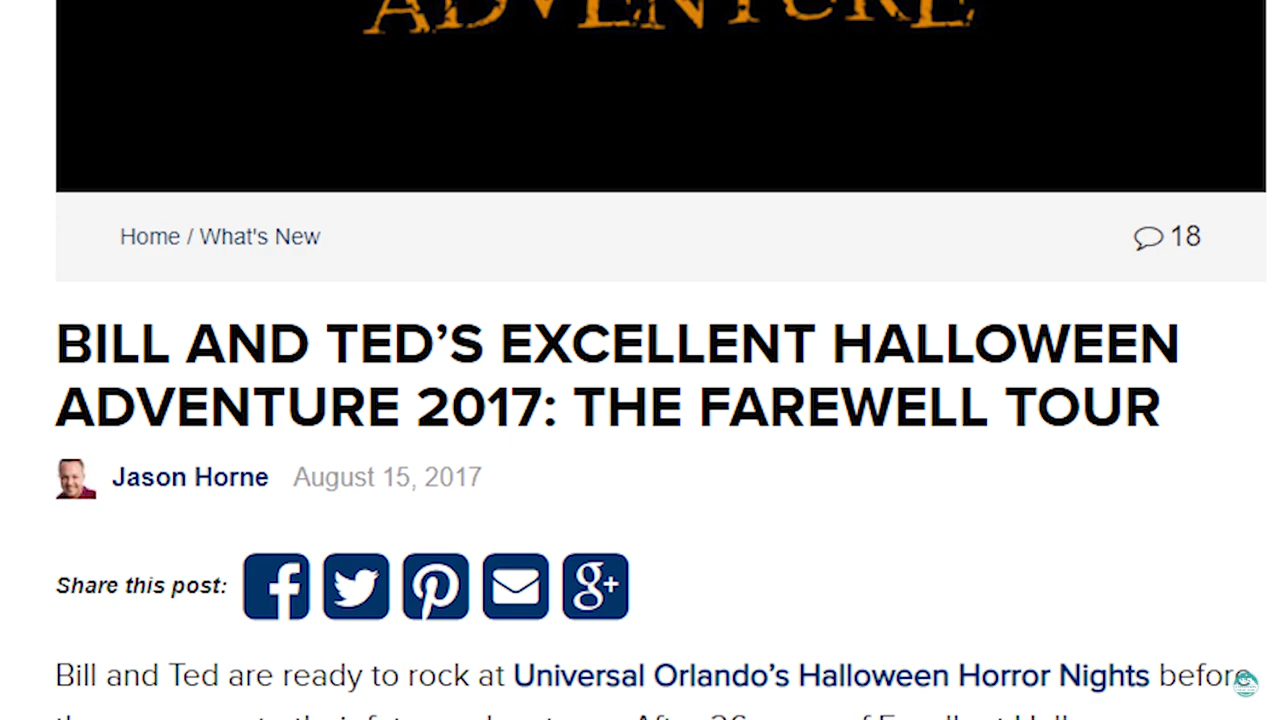 ADVENTURE
Home / What's New
18
BILL AND TED'S EXCELLENT HALLOWEEN
ADVENTURE 2017: THE FAREWELL TOUR
Jason Horne August 15, 2017
Share this post:
Bill and Ted are ready to rock at Universal Orlando's Halloween Horror Nights before